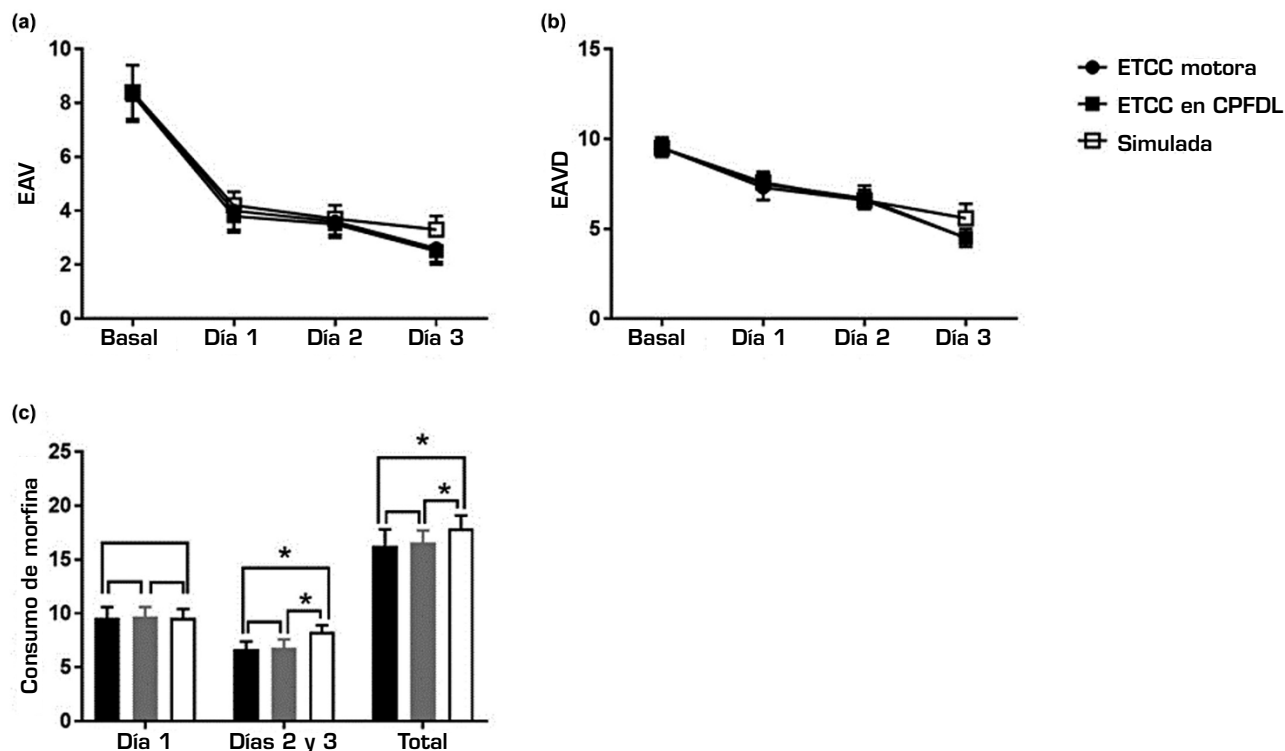 (a)
EAV
10
8
6
4
2
0
Basal Día 1 Día 2 Día 3
(b)
EAVD
15
10
5
0
Basal Día 1 Día 2 Día 3
ETCC motora
ETCC en CPFDL
Simulada
(c)
Consumo de morfina
25
20
15
10
5
0
*
*
*
*
Día 1 Días 2 y 3 Total